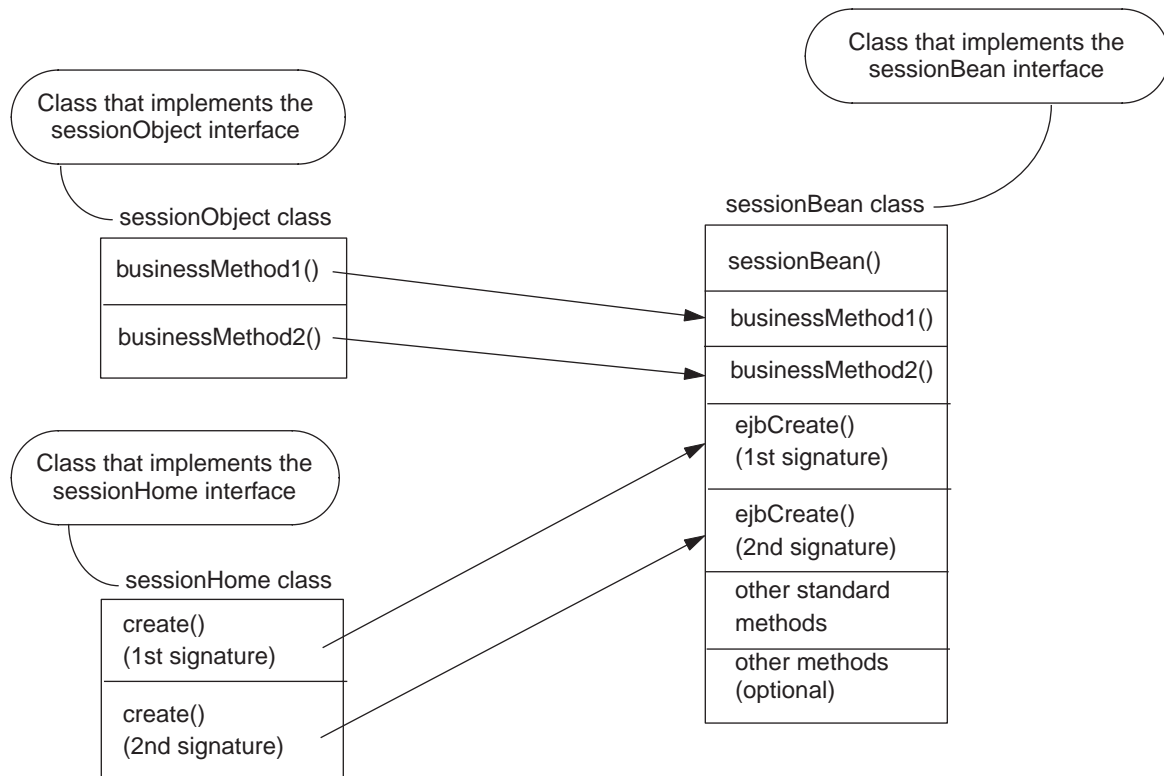 Class that implements the
sessionObject interface
sessionObject class
businessMethod1()
businessMethod2()
Class that implements the
sessionHome interface
sessionHome class
create()
(1st signature)
create()
(2nd signature)
Class that implements the
sessionBean interface
sessionBean class
sessionBean()
businessMethod1()
businessMethod2()
ejbCreate()
(1st signature)
ejbCreate()
(2nd signature)
other standard
methods
other methods
(optional)